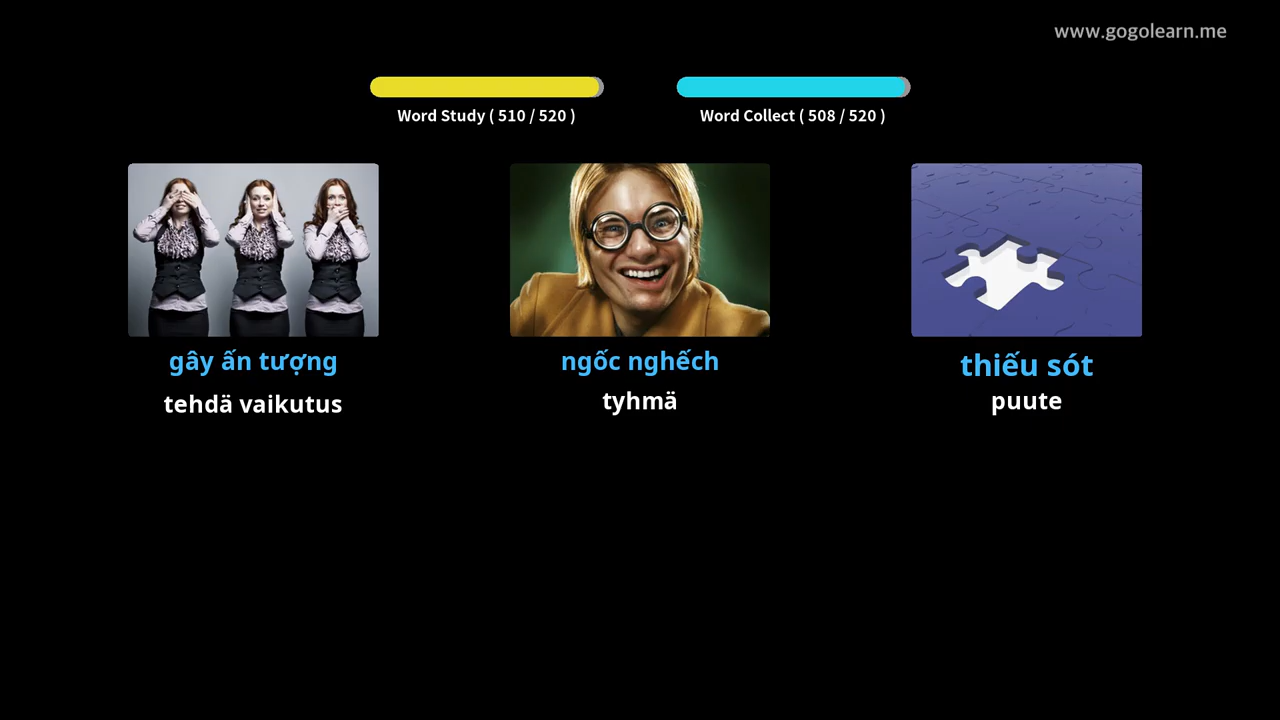 www.gogolearn.me
Word Study ( 510 / 520 )
Word Collect ( 508 / 520 )
gây ấn tượng
tehdä vaikutus
ngốc nghếch
tyhmä
thiếu sót
puute